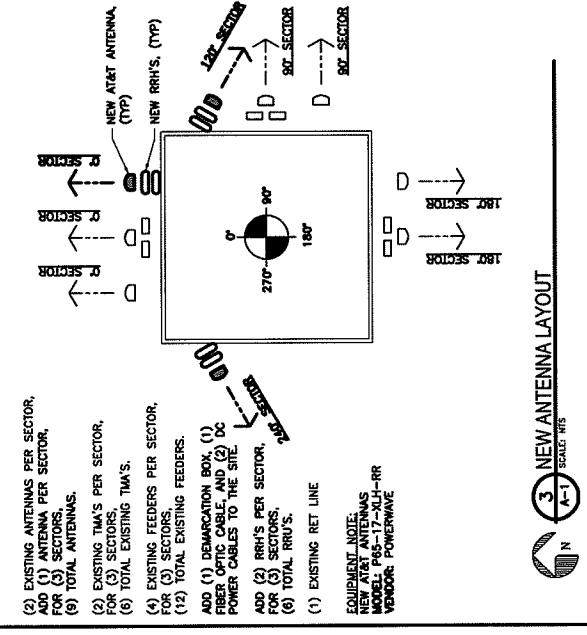 (2) EXISTING ANTENNAS PER SECTOR,
ADD (1) ANTENNA PER SECTOR,
FOR (3) SECTORS,
(9) TOTAL ANTENNAS.
(2) EXISTING TMA'S PER SECTOR,
FOR (3) SECTORS,
(6) TOTAL EXISTING TMA'S.
(4) EXISTING FEEDERS PER SECTOR,
FOR (3) SECTORS,
(12) TOTAL EXISTING FEEDERS.
ADD (1) DEMARCATION BOX, (1)
FIBER OPTIC CABLE, AND (2) DC
POWER CABLES TO THE SITE.
ADD (2) RRH'S PER SECTOR,
FOR (3) SECTORS,
(6) TOTAL RRU'S.
(1) EXISTING RET LINE
EQUIPMENT NOTE:
NEW AT&T ANTENNAS
MODEL: P65-17-XLH-RR
VENDOR: POWERWAVE
0° SECTOR
0° SECTOR
0° SECTOR
NEW AT&T ANTENNA,
(TYP)
NEW RRH'S, (TYP)
120° SECTOR
90° SECTOR
90° SECTOR
0°
90°
180°
270°
240° SECTOR
180° SECTOR
180° SECTOR
N
3
A-1
NEW ANTENNA LAYOUT
SCALE: NTS